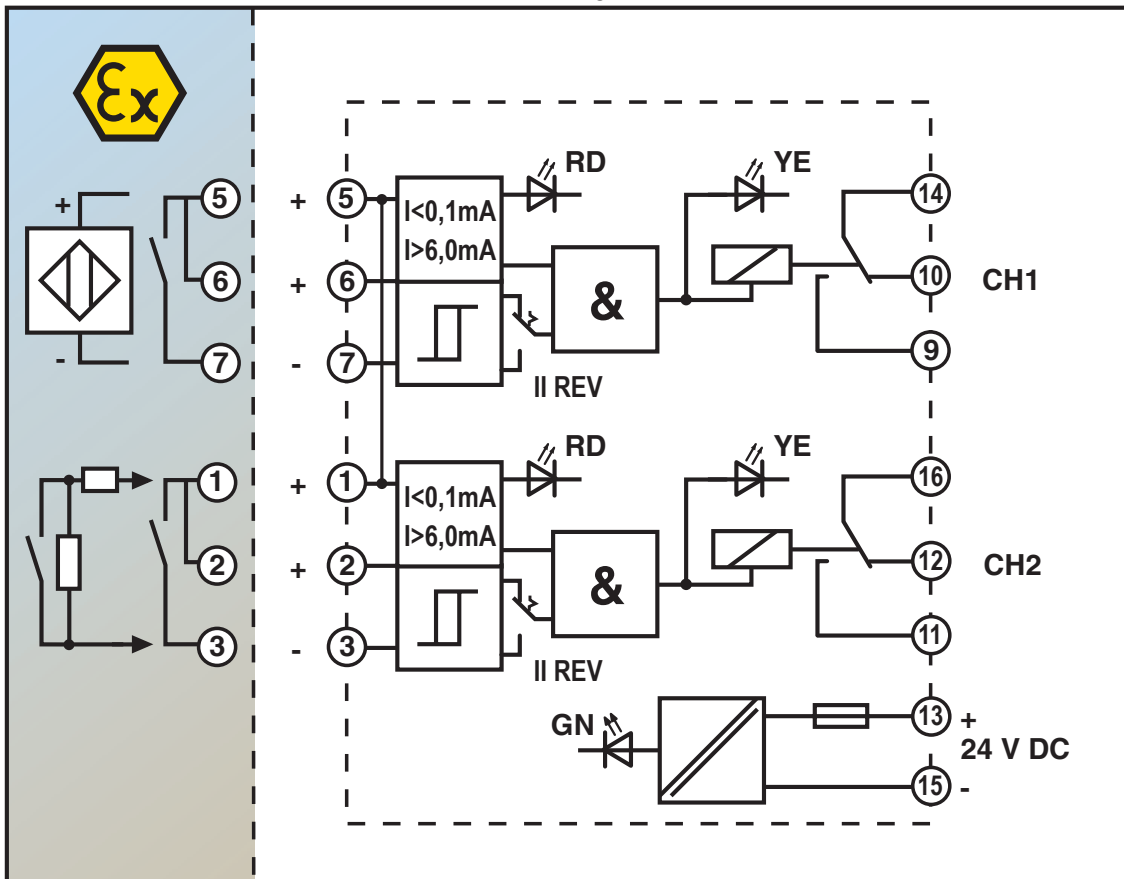 Ex
+
5
6
-
7
1
2
3
+ 5
+ 6
- 7
I<0,1mA
I>6,0mA
RD
&
II REV
YE
14
10
9
CH1
+ 1
+ 2
- 3
I<0,1mA
I>6,0mA
RD
&
II REV
YE
16
12
11
CH2
GN
13 +
24 V DC
15 -